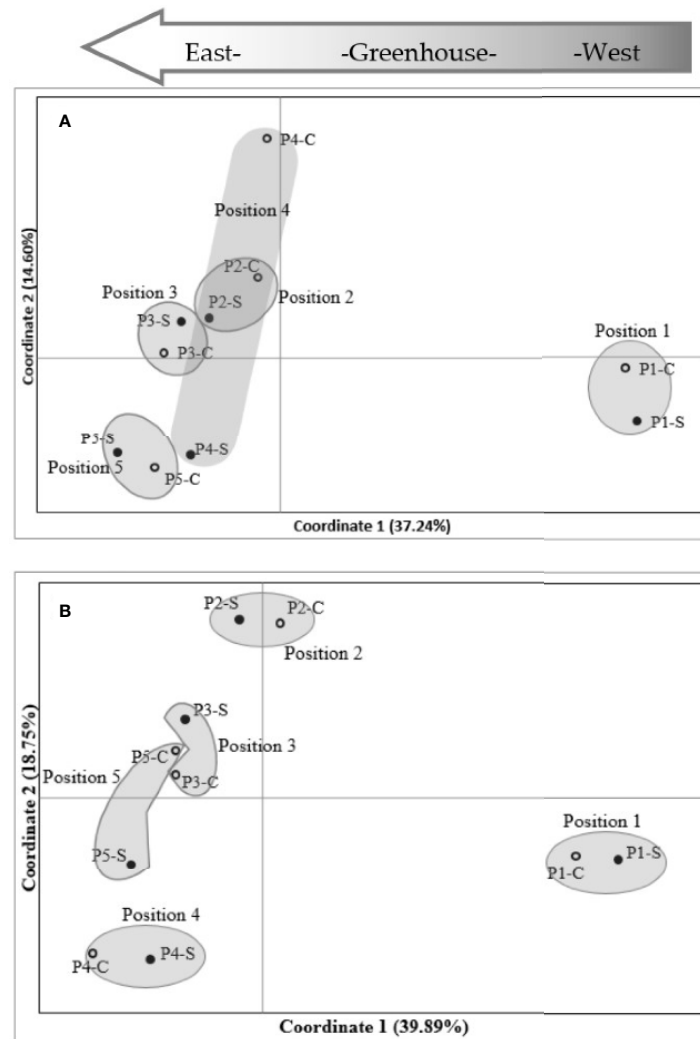 East- -Greenhouse- -West
A
P4-C
Position 4
P2-C
Position 3
P2-S
Position 2
P3-S
P3-C
Position 1
P1-C
P1-S
P5-S
P4-S
Position 5
P5-C
Coordinate 2 (14.60%)
Coordinate 1 (37.24%)
B
P2-S
P2-C
Position 2
P3-S
Position 3
P5-C
Position 5
P3-C
Position 1
P5-S
P1-S
P1-C
Position 4
P4-S
P4-C
Coordinate 2 (18.75%)
Coordinate 1 (39.89%)